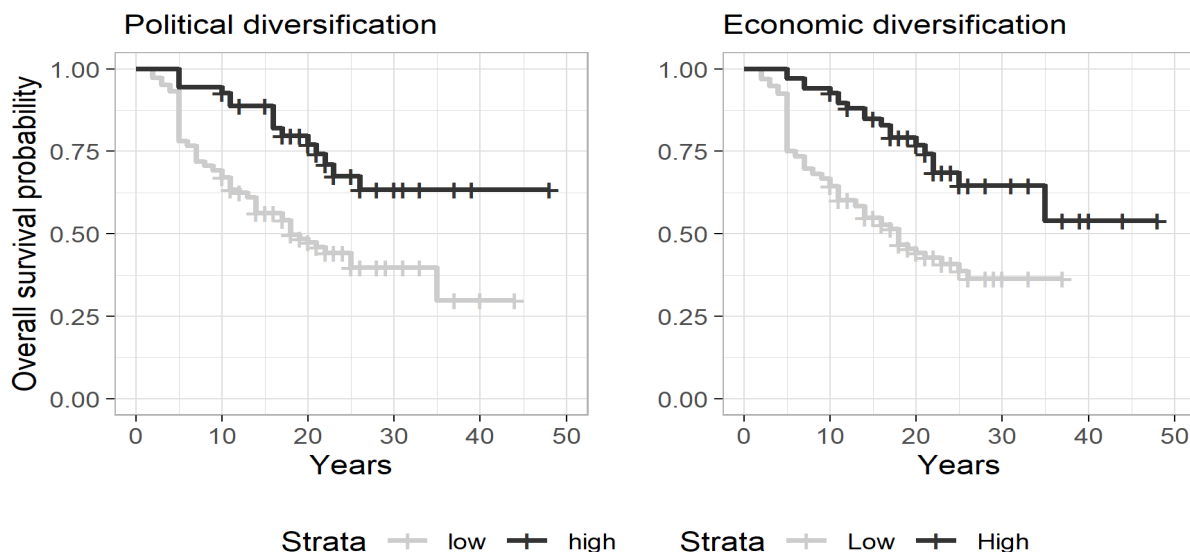 Political diversification
Economic diversification
Overall survival probability
1.00
0.75
0.50
0.25
0.00
0 10 20 30 40 50
Years
1.00
0.75
0.50
0.25
0.00
0 10 20 30 40 50
Years
Strata low high
Strata Low High